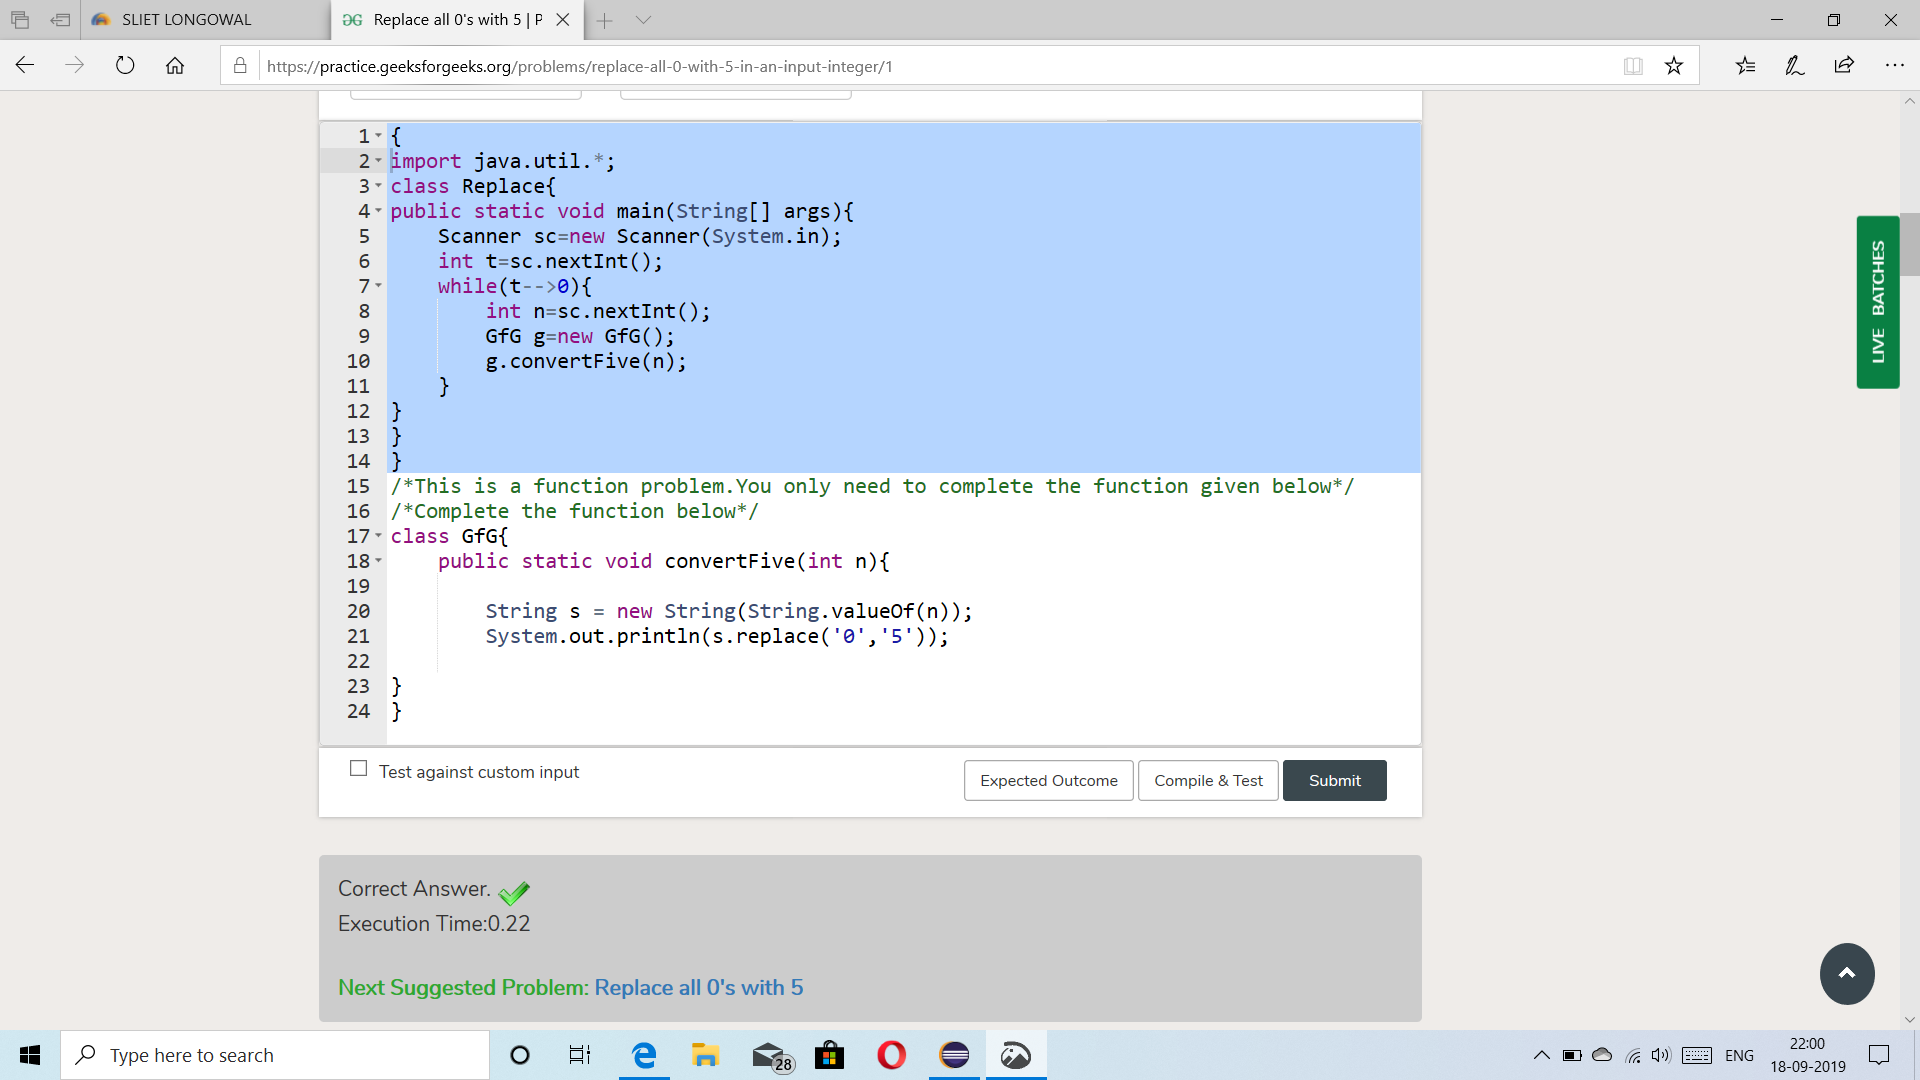 SLIET LONGOWAL
Replace all 0's with 5 | P
https://practice.geeksforgeeks.org/problems/replace-all-0-with-5-in-an-input-integer/1
1 {
2 import java.util.*;
3 class Replace{
4 public static void main(String[] args){
5 Scanner sc=new Scanner(System.in);
6 int t=sc.nextInt();
7 while(t-->0){
8 int n=sc.nextInt();
9 GfG g=new GfG();
10 g.convertFive(n);
11 }
12 }
13 }
14 }
15 /*This is a function problem.You only need to complete the function given below*/
16 /*Complete the function below*/
17 class GfG{
18 public static void convertFive(int n){
19
20 String s = new String(String.valueOf(n));
21 System.out.println(s.replace('0','5'));
22
23 }
24 }
LIVE BATCHES
Test against custom input
Expected Outcome
Compile & Test
Submit
Correct Answer.
Execution Time:0.22
Next Suggested Problem: Replace all 0's with 5
Type here to search
28
ENG
22:00
18-09-2019